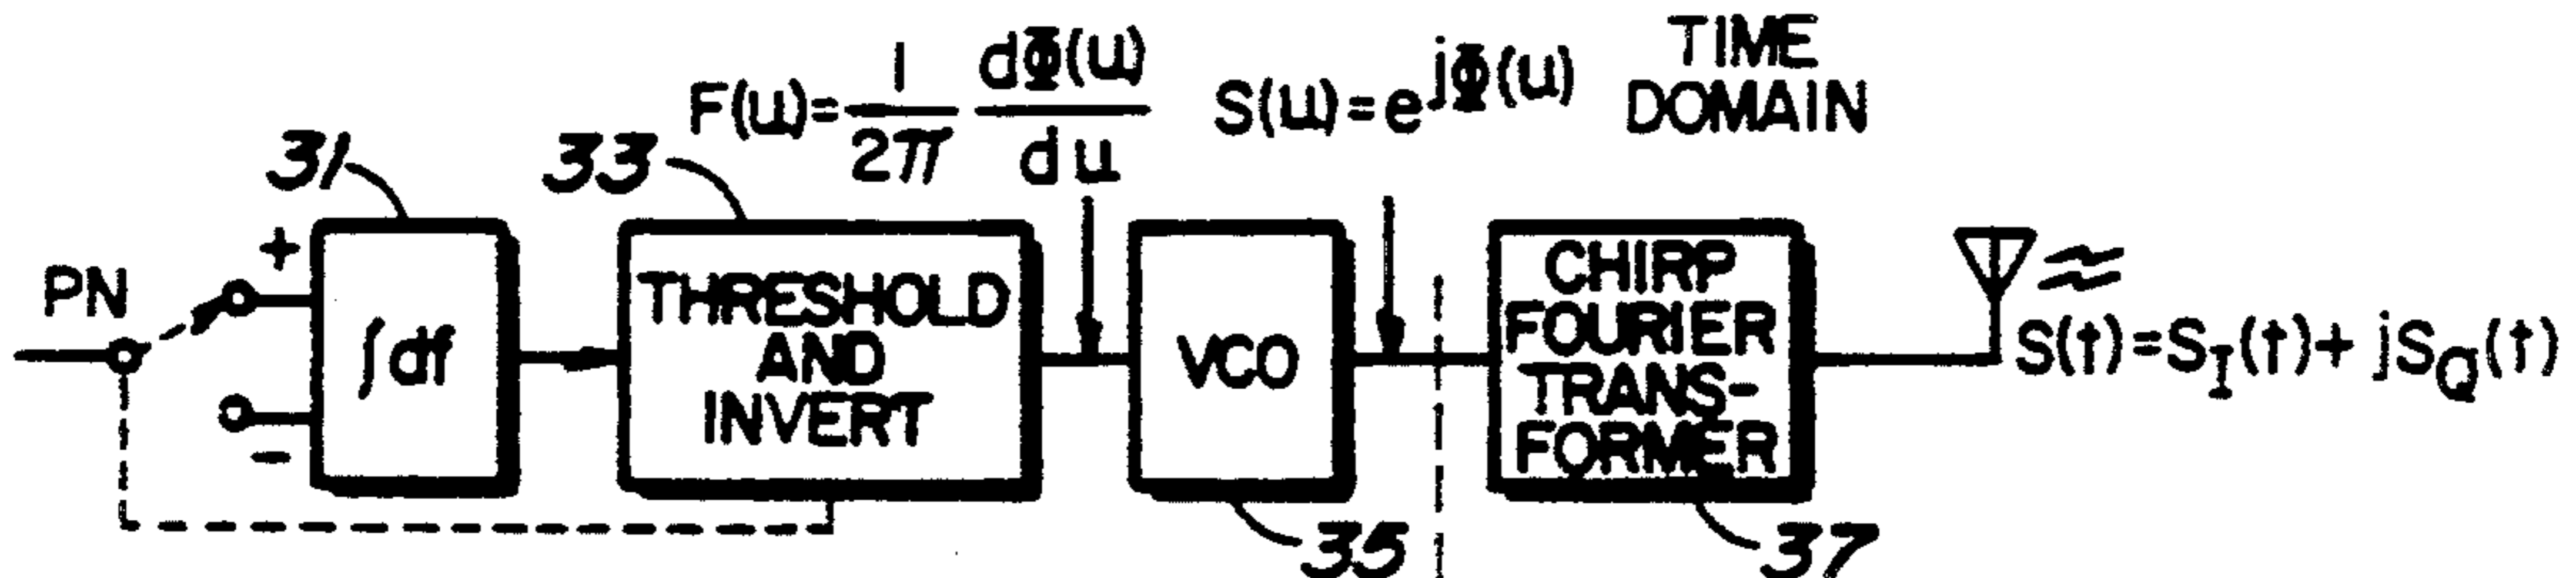 F(u)=1/2π dΦ(u)/du
S(u)=e^jΦ(u)
TIME
DOMAIN
31
33
PN
+
-
∫df
THRESHOLD
AND
INVERT
VCO
CHIRP
FOURIER
TRANS-
FORMER
S(t)=S_I(t)+jS_Q(t)
35
37